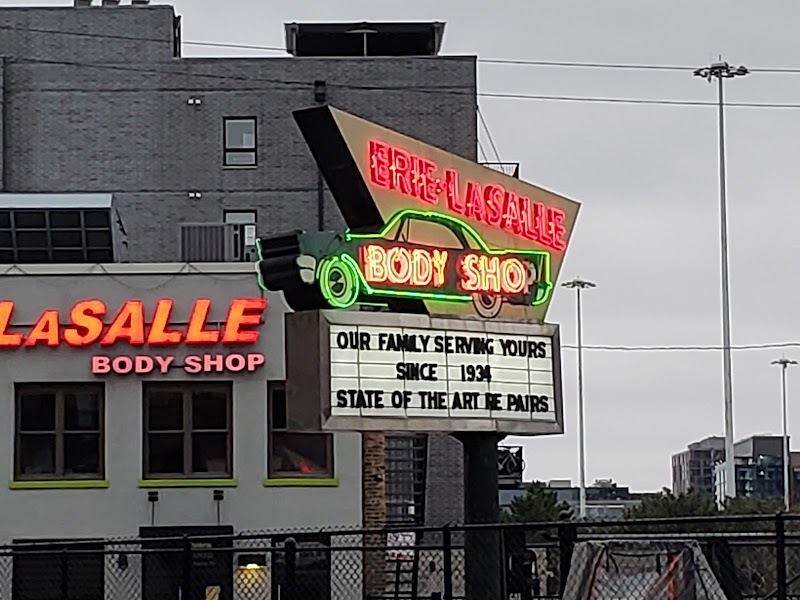 ERIE-LASALLE
BODY SHOP
OUR FAMILY SERVING YOURS
SINCE 1934
STATE OF THE ART RE PAIRS
LASALLE
BODY SHOP